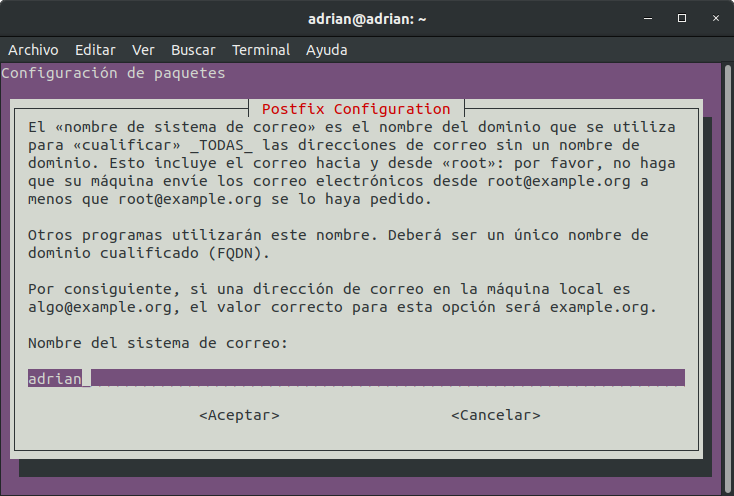 adrian@adrian: ~
Archivo Editar Ver Buscar Terminal Ayuda
Configuración de paquetes
Postfix Configuration
El «nombre de sistema de correo» es el nombre del dominio que se utiliza
para «cualificar» _TODAS_ las direcciones de correo sin un nombre de
dominio. Esto incluye el correo hacia y desde «root»: por favor, no haga
que su máquina envíe los correo electrónicos desde root@example.org a
menos que root@example.org se lo haya pedido.
Otros programas utilizarán este nombre. Deberá ser un único nombre de
dominio cualificado (FQDN).
Por consiguiente, si una dirección de correo en la máquina local es
algo@example.org, el valor correcto para esta opción será example.org.
Nombre del sistema de correo:
adrian
<Aceptar> <Cancelar>